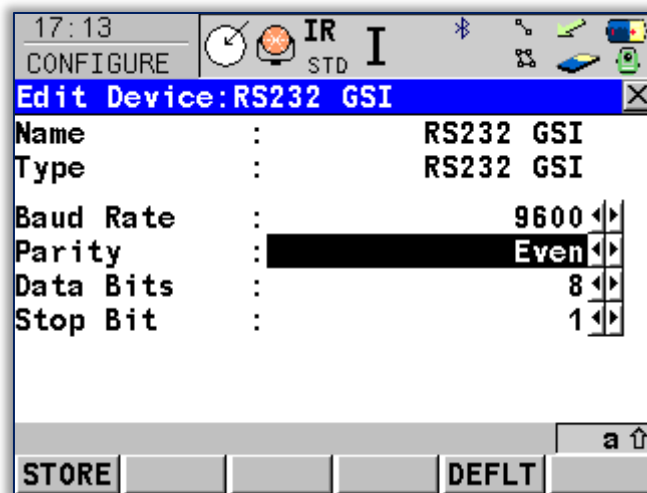 17:13
CONFIGURE
IR
STD
I
Edit Device:RS232 GSI
Name : RS232 GSI
Type : RS232 GSI
Baud Rate : 9600
Parity : Even
Data Bits : 8
Stop Bit : 1
a
STORE DEFLT